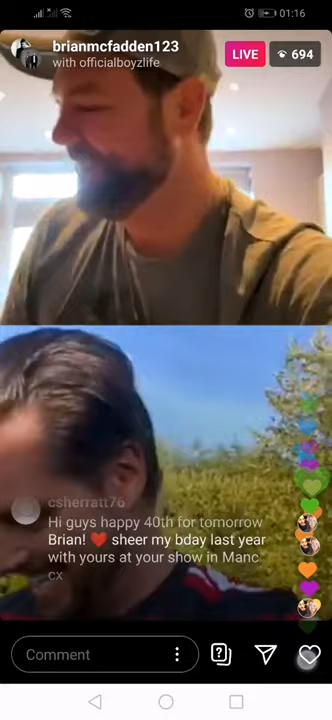 01:16
brianmcfadden123
with officialboyzlife
LIVE
694
csherratt76
Hi guys happy 40th for tomorrow
Brian! ❤️ sheer my bday last year
with yours at your show in Manc
cx
Comment